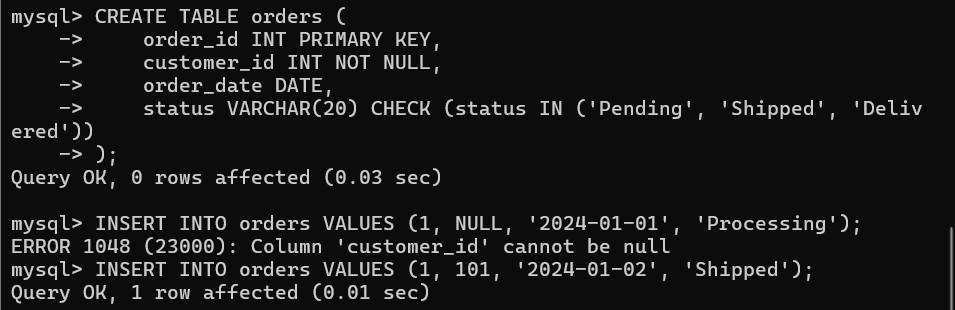 mysql> CREATE TABLE orders (
    ->     order_id INT PRIMARY KEY,
    ->     customer_id INT NOT NULL,
    ->     order_date DATE,
    ->     status VARCHAR(20) CHECK (status IN ('Pending', 'Shipped', 'Deliv
ered'))
    -> );
Query OK, 0 rows affected (0.03 sec)

mysql> INSERT INTO orders VALUES (1, NULL, '2024-01-01', 'Processing');
ERROR 1048 (23000): Column 'customer_id' cannot be null
mysql> INSERT INTO orders VALUES (1, 101, '2024-01-02', 'Shipped');
Query OK, 1 row affected (0.01 sec)